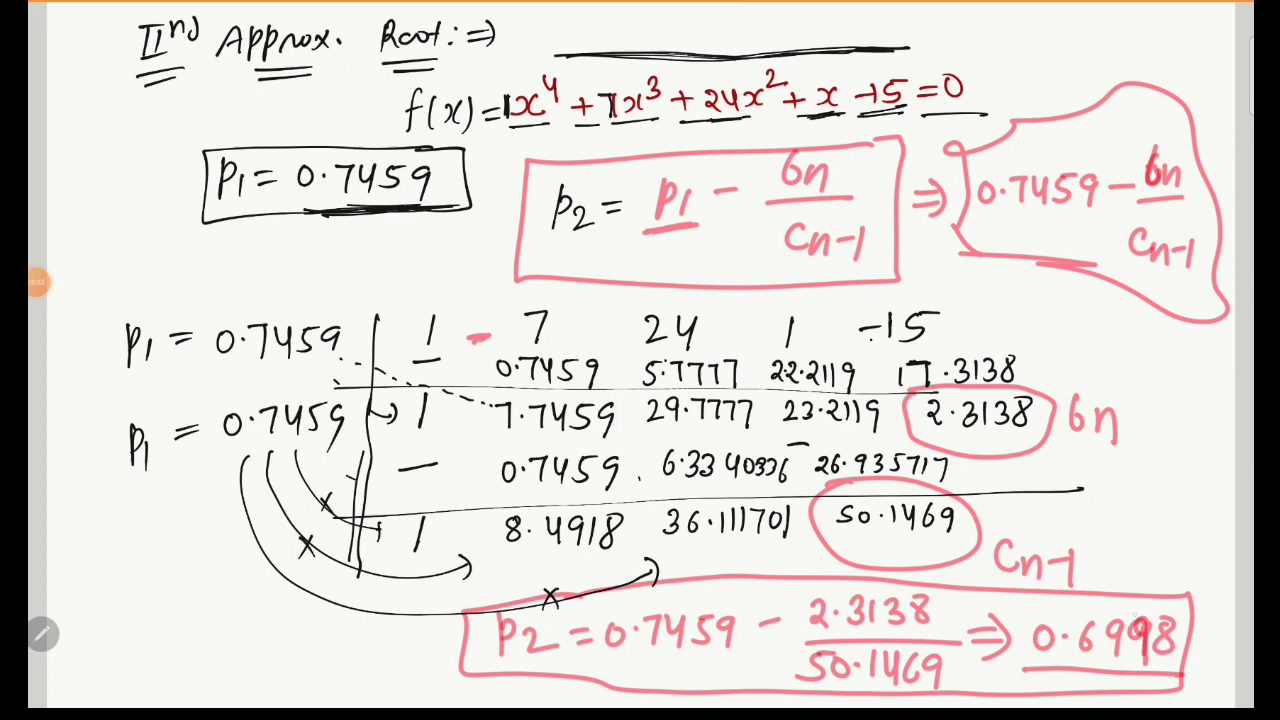 IInd Approx. Root :⇒
f(x) = 1x⁴ + 7x³ + 24x² + x - 15 = 0
p₁ = 0.7459
p₂ = p₁ - bn/Cn-1 ⇒ 0.7459 - bn/Cn-1
p₁ = 0.7459 | 1 - 7 24 1 -15
0.7459 5.7777 22.2119 17.3138
p₁ = 0.7459 | 1 7.7459 29.7777 23.2119 2.3138 bn
— 0.7459 6.3340336 26.935717
1 8.4918 36.111701 50.1469
Cn-1
p2 = 0.7459 - 2.3138/50.1469 ⇒ 0.6998